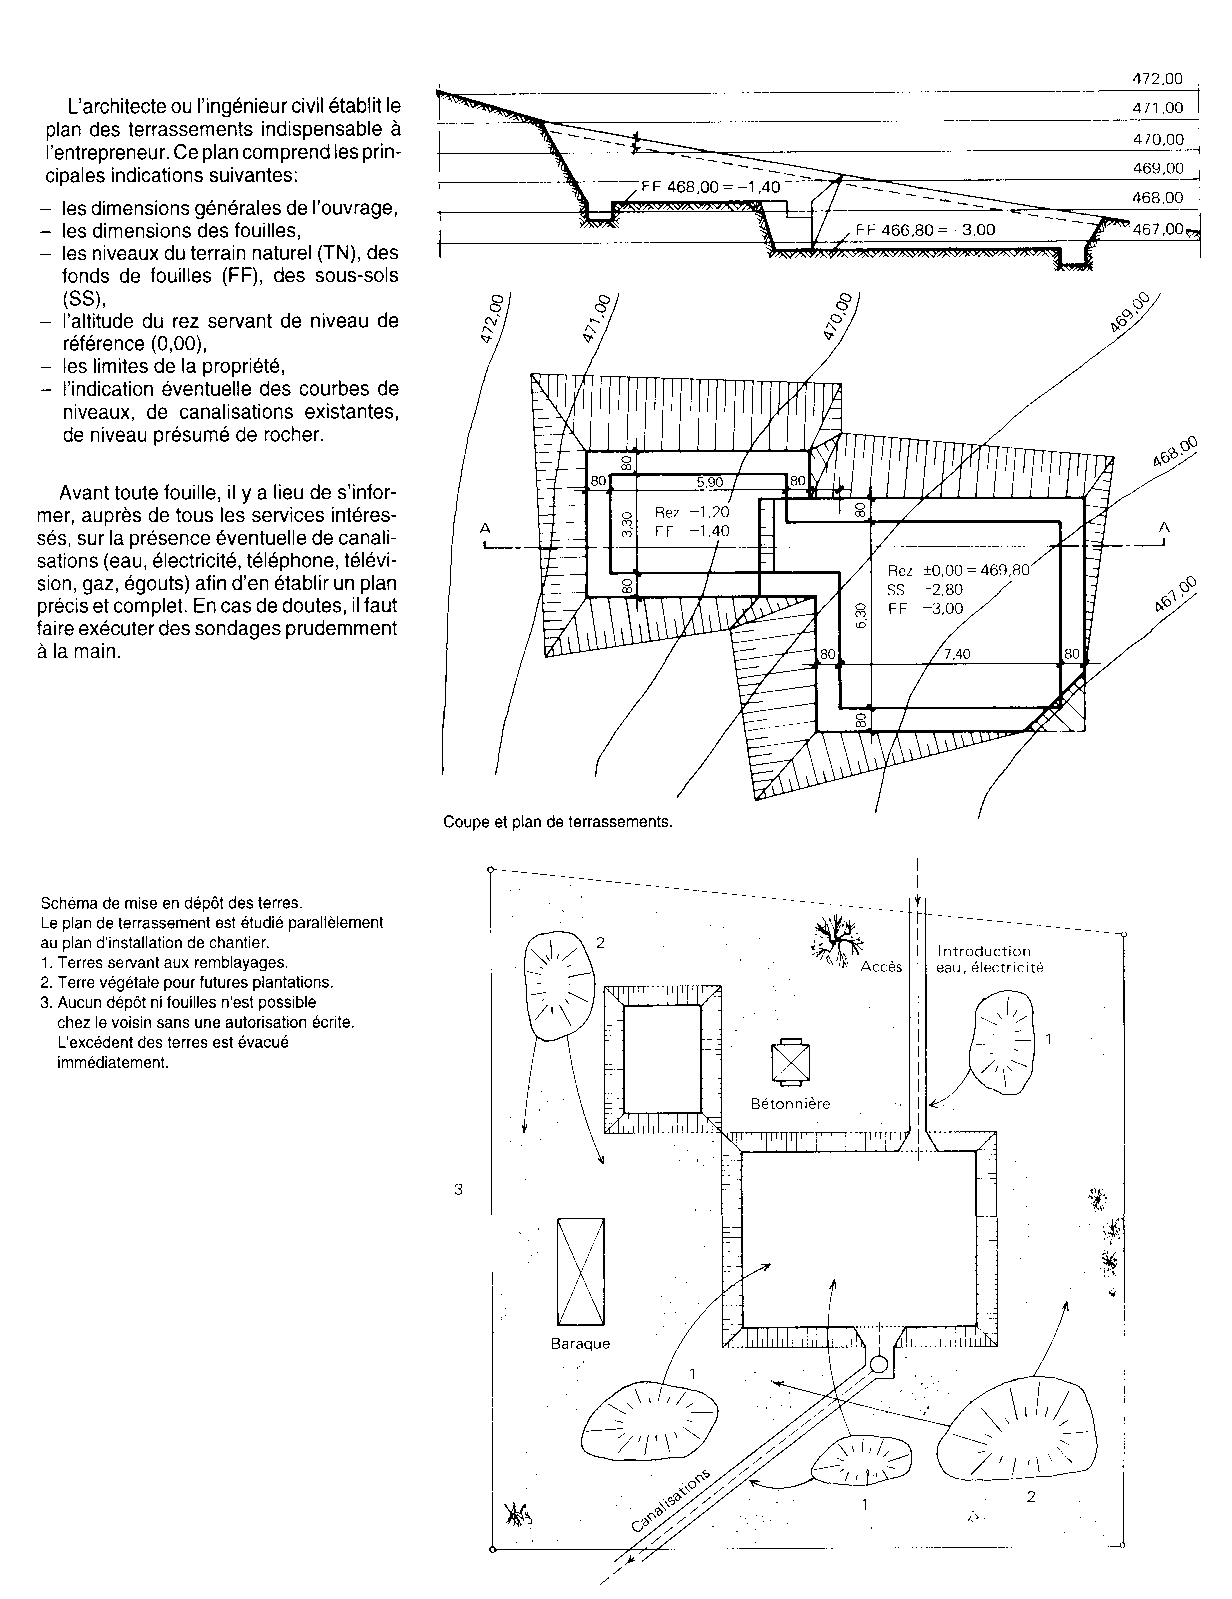 L'architecte ou l'ingénieur civil établit le
plan des terrassements indispensable à
l'entrepreneur. Ce plan comprend les prin-
cipales indications suivantes:
– les dimensions générales de l'ouvrage,
– les dimensions des fouilles,
– les niveaux du terrain naturel (TN), des
fonds de fouilles (FF), des sous-sols
(SS),
– l'altitude du rez servant de niveau de
référence (0,00),
– les limites de la propriété,
– l'indication éventuelle des courbes de
niveaux, de canalisations existantes,
de niveau présumé de rocher.
Avant toute fouille, il y a lieu de s'infor-
mer, auprès de tous les services intéres-
sés, sur la présence éventuelle de canali-
sations (eau, électricité, téléphone, télévi-
sion, gaz, égouts) afin d'en établir un plan
précis et complet. En cas de doutes, il faut
faire exécuter des sondages prudemment
à la main.
472,00
471,00
470,00
469,00
468,00
467,00
FF 468,00 = –1,40
FF 466,80 = -3,00
472,00
471,00
470,00
469,00
468,00
467,00
80
80
5,90
80
Rez –1,20
FF –1,40
3,30
80
A
A
80
Rez ±0,00 = 469,80
SS –2,80
FF –3,00
6,30
80
7,40
80
80
Coupe et plan de terrassements.
Schéma de mise en dépôt des terres.
Le plan de terrassement est étudié parallèlement
au plan d'installation de chantier.
1. Terres servant aux remblayages.
2. Terre végétale pour futures plantations.
3. Aucun dépôt ni fouilles n'est possible
chez le voisin sans une autorisation écrite.
L'excédent des terres est évacué
immédiatement.
2
Accès
Introduction
eau, électricité
1
Bétonnière
3
Baraque
1
Canalisations
1
2